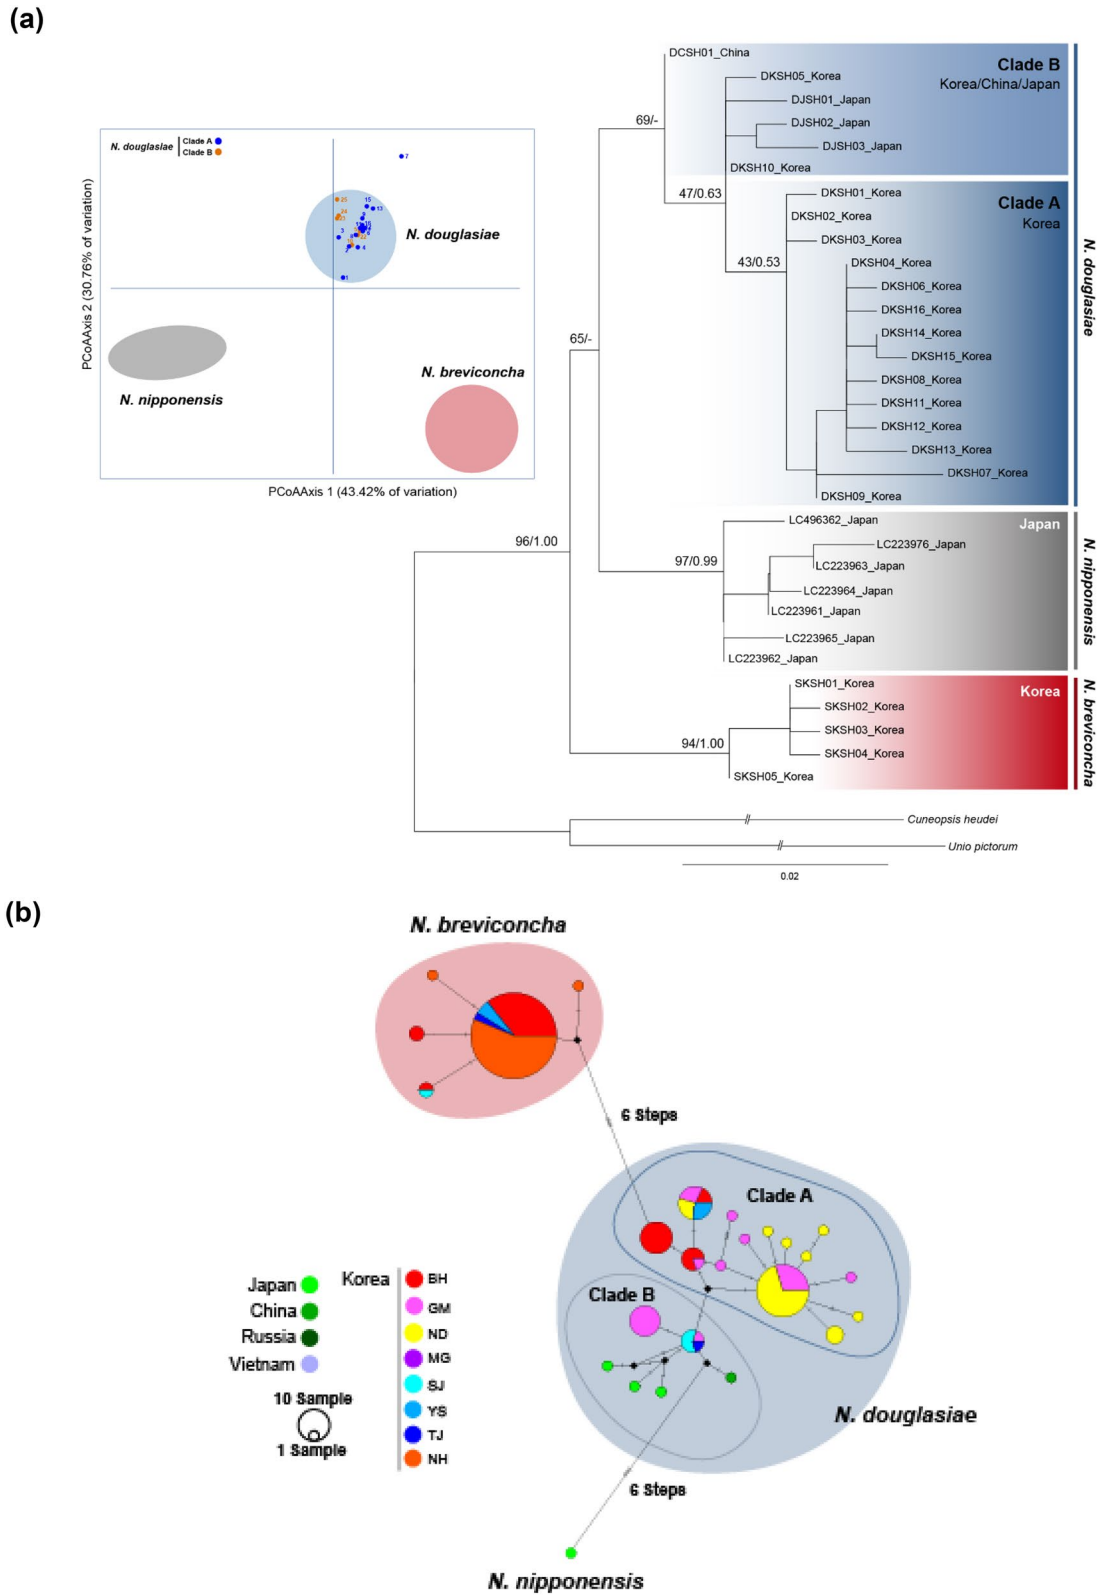 (a)
N. douglasiae
Clade A
Clade B
7
15
13
3
1
N. douglasiae
N. nipponensis
N. breviconcha
PCoAAxis 2 (30.76% of variation)
PCoAAxis 1 (43.42% of variation)
DCSH01_China
DKSH05_Korea
DJSH01_Japan
DJSH02_Japan
DJSH03_Japan
DKSH10_Korea
Clade B
Korea/China/Japan
69/-
47/0.63
DKSH01_Korea
DKSH02_Korea
DKSH03_Korea
DKSH04_Korea
DKSH06_Korea
DKSH16_Korea
DKSH14_Korea
DKSH15_Korea
DKSH08_Korea
DKSH11_Korea
DKSH12_Korea
DKSH13_Korea
DKSH07_Korea
DKSH09_Korea
Clade A
Korea
43/0.53
N. douglasiae
65/-
LC496362_Japan
LC223976_Japan
LC223963_Japan
LC223964_Japan
LC223961_Japan
LC223965_Japan
LC223962_Japan
Japan
97/0.99
N. nipponensis
96/1.00
SKSH01_Korea
SKSH02_Korea
SKSH03_Korea
SKSH04_Korea
SKSH05_Korea
Korea
94/1.00
N. breviconcha
Cuneopsis heudei
Unio pictorum
0.02
(b)
N. breviconcha
6 Steps
Clade A
Clade B
N. douglasiae
6 Steps
N. nipponensis
Japan
China
Russia
Vietnam
10 Sample
1 Sample
Korea
BH
GM
ND
MG
SJ
YS
TJ
NH